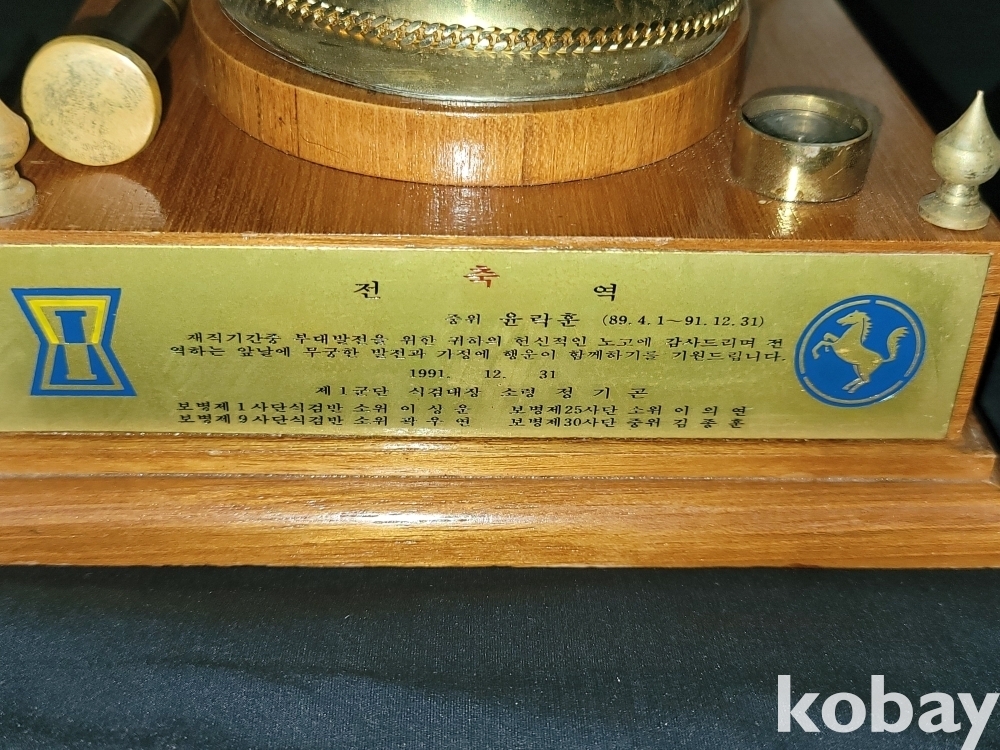 축
전 역
중위 윤락훈 (89.4.1~91.12.31)
재직기간중 부대발전을 위한 귀하의 헌신적인 노고에 감사드리며 전
역하는 앞날에 무궁한 발전과 가정에 행운이 함께하기를 기원드립니다.
1991. 12. 31
제1군단 식검대장 소령 정기곤
보병제1사단식검반 소위 이상운 보병제25사단 소위 이의연
보병제9사단식검반 소위 곽우연 보병제30사단 중위 김종훈
kobay